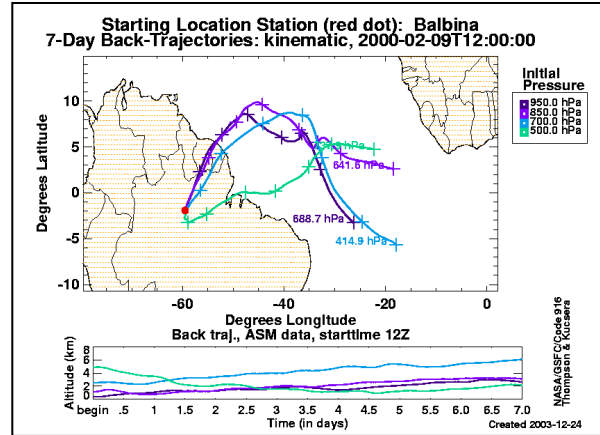 Starting Location Station (red dot): Balbina
7-Day Back-Trajectories: kinematic, 2000-02-09T12:00:00
Initial
Pressure
950.0 hPa
850.0 hPa
700.0 hPa
500.0 hPa
Degrees Latitude
10
5
0
-5
-10
641.6 hPa
688.7 hPa
414.9 hPa
-60
-40
-20
0
Degrees Longitude
Back traj., ASM data, starttime 12Z
Altitude (km)
8
6
4
2
0
begin .5 1 1.5 2 2.5 3 3.5 4 4.5 5 5.5 6 6.5 7.0
Time (in days)
NASA/GSFC/Code 916
Thompson & Kucsera
Created 2003-12-24